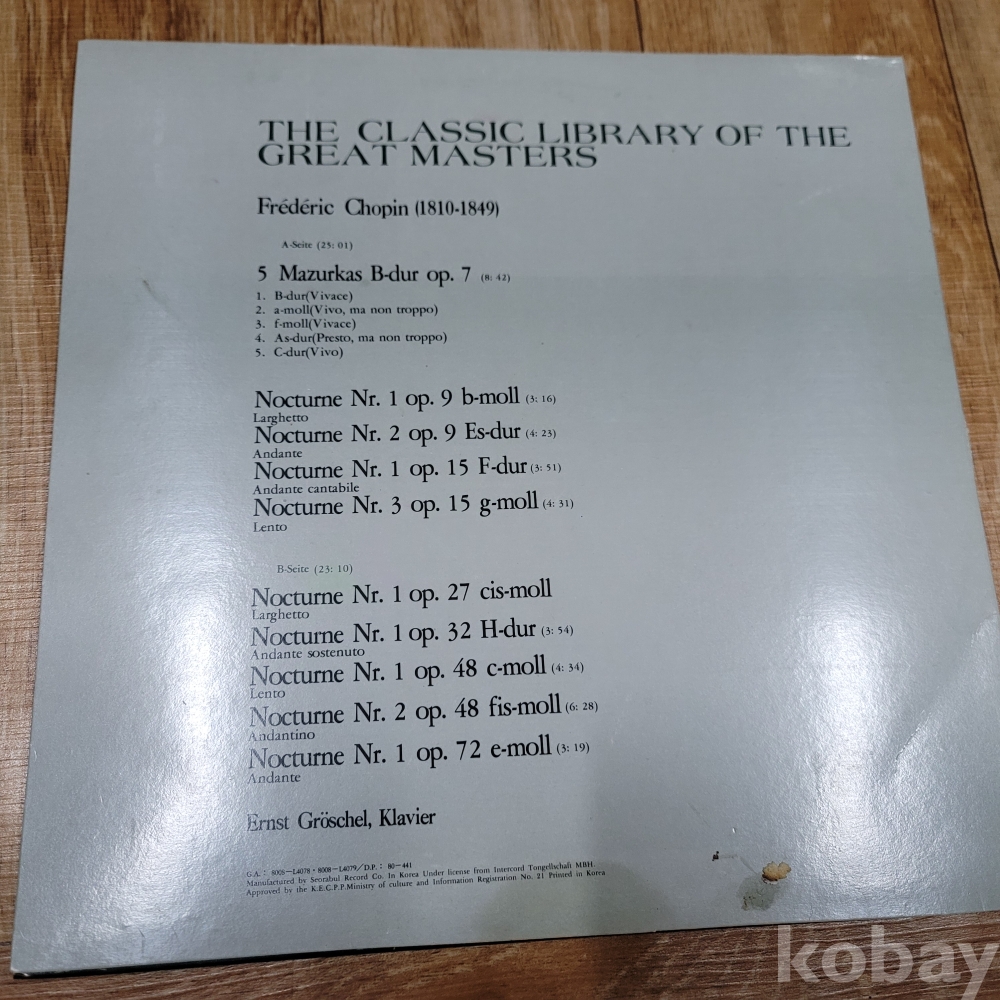 THE CLASSIC LIBRARY OF THE
GREAT MASTERS
Frédéric Chopin (1810-1849)
A-Seite (25: 01)
5 Mazurkas B-dur op. 7 (8: 42)
1. B-dur(Vivace)
2. a-moll(Vivo, ma non troppo)
3. f-moll(Vivace)
4. As-dur(Presto, ma non troppo)
5. C-dur(Vivo)
Nocturne Nr. 1 op. 9 b-moll (3: 16)
Larghetto
Nocturne Nr. 2 op. 9 Es-dur (4: 23)
Andante
Nocturne Nr. 1 op. 15 F-dur (3: 51)
Andante cantabile
Nocturne Nr. 3 op. 15 g-moll (4: 31)
Lento
B-Seite (23: 10)
Nocturne Nr. 1 op. 27 cis-moll
Larghetto
Nocturne Nr. 1 op. 32 H-dur (3: 54)
Andante sostenuto
Nocturne Nr. 1 op. 48 c-moll (4: 34)
Lento
Nocturne Nr. 2 op. 48 fis-moll (6: 28)
Andantino
Nocturne Nr. 1 op. 72 e-moll (3: 19)
Andante
Ernst Gröschel, Klavier
G.A.: 8008-L4078·8008-L4079/D.P.: 80-441
Manufactured by Seorabul Record Co. In Korea Under license from Intercord Tongellschaft MBH.
Approved by the K.E.C.P.P.Ministry of culture and Information Registration No. 21 Printed in Korea
kobay